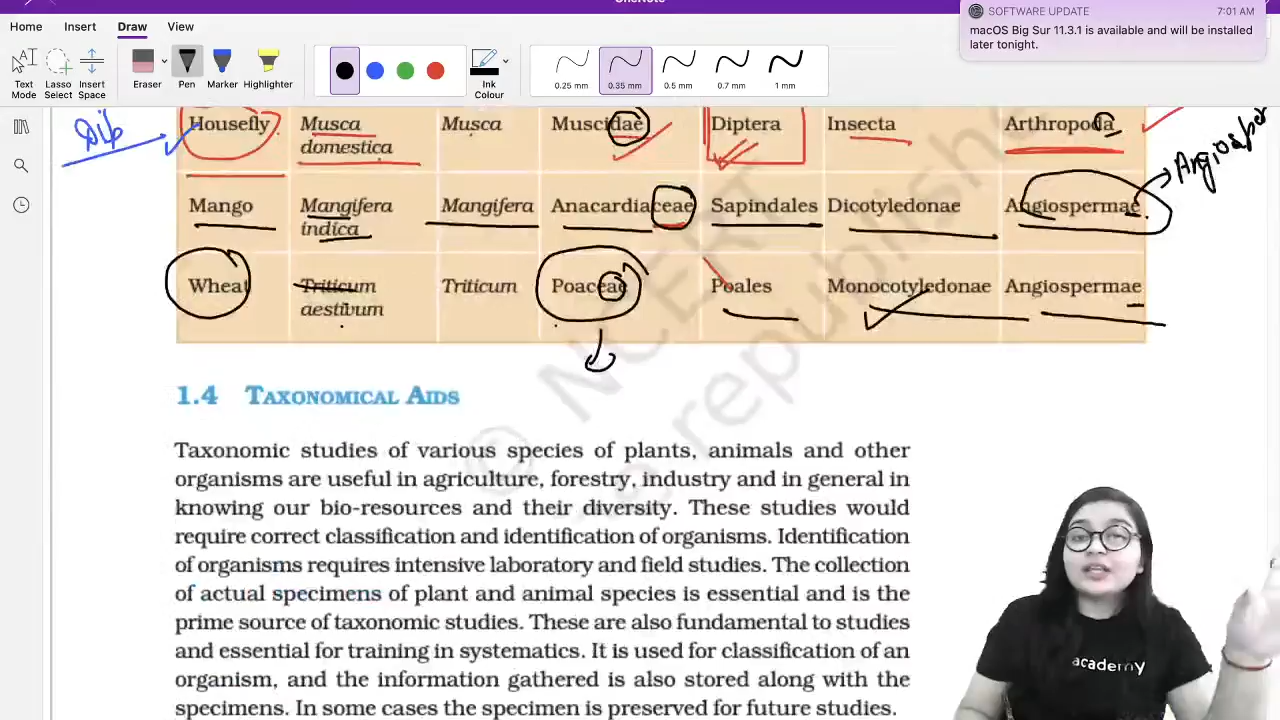 OneNote
SOFTWARE UPDATE 7:01 AM
macOS Big Sur 11.3.1 is available and will be installed
later tonight.
Home Insert Draw View
Text Mode
Lasso Select
Insert Space
Eraser
Pen
Marker
Highlighter
Ink Colour
0.25 mm
0.35 mm
0.5 mm
0.7 mm
1 mm
Dip
Housefly Musca domestica Musca Muscidae Diptera Insecta Arthropoda
Angiosper
Mango Mangifera indica Mangifera Anacardiaceae Sapindales Dicotyledonae Angiospermae
Wheat Triticum aestivum Triticum Poaceae Poales Monocotyledonae Angiospermae
1.4 TAXONOMICAL AIDS
Taxonomic studies of various species of plants, animals and other
organisms are useful in agriculture, forestry, industry and in general in
knowing our bio-resources and their diversity. These studies would
require correct classification and identification of organisms. Identification
of organisms requires intensive laboratory and field studies. The collection
of actual specimens of plant and animal species is essential and is the
prime source of taxonomic studies. These are also fundamental to studies
and essential for training in systematics. It is used for classification of an
organism, and the information gathered is also stored along with the
specimens. In some cases the specimen is preserved for future studies.
© NCERT
republish
academy